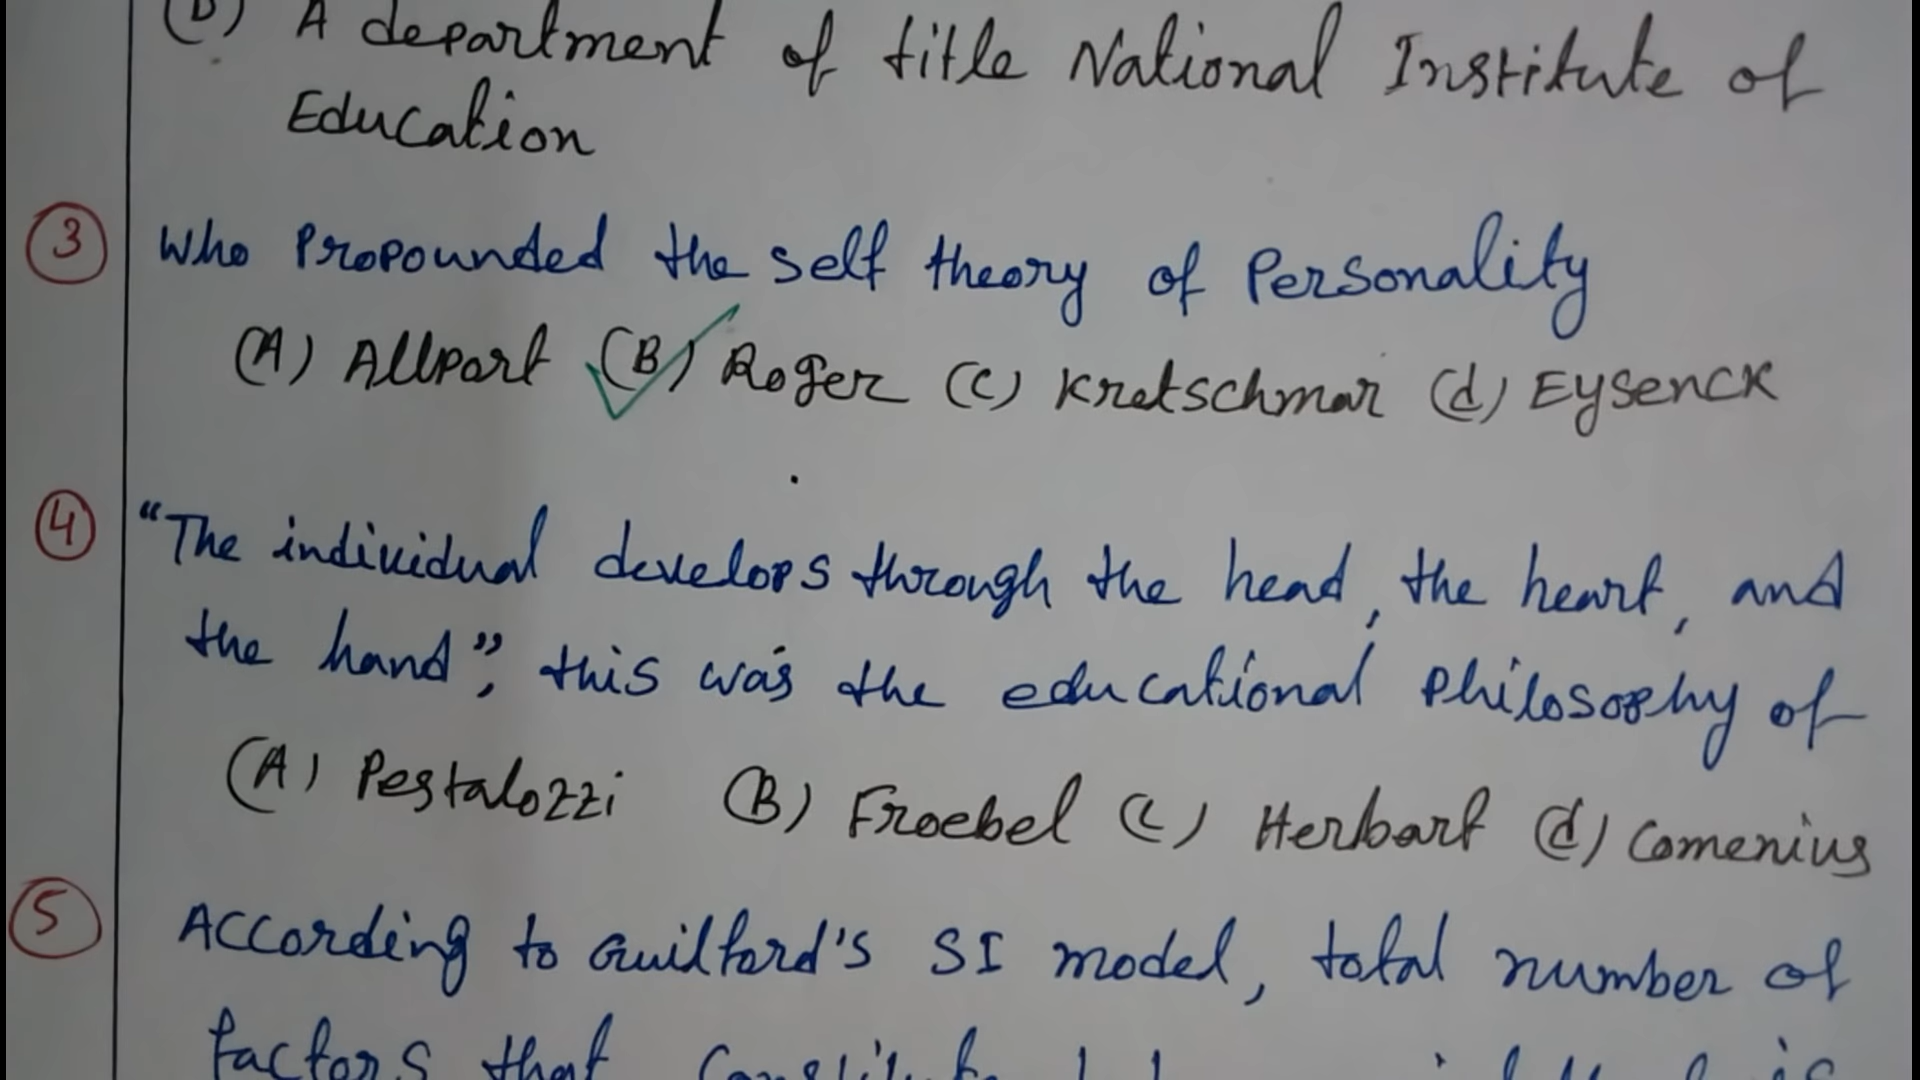 (D) A department of title National Institute of
Education
3 Who Propounded the self theory of Personality
(A) Allpart (B) Roger (C) Kretschmar (d) Eysenck
4 "The individual develops through the head, the heart, and
the hand", this was the educational Philosophy of
(A) Pestalozzi (B) Froebel (C) Herbart (d) Comenius
5 According to Guilford's SI model, total number of
factors that